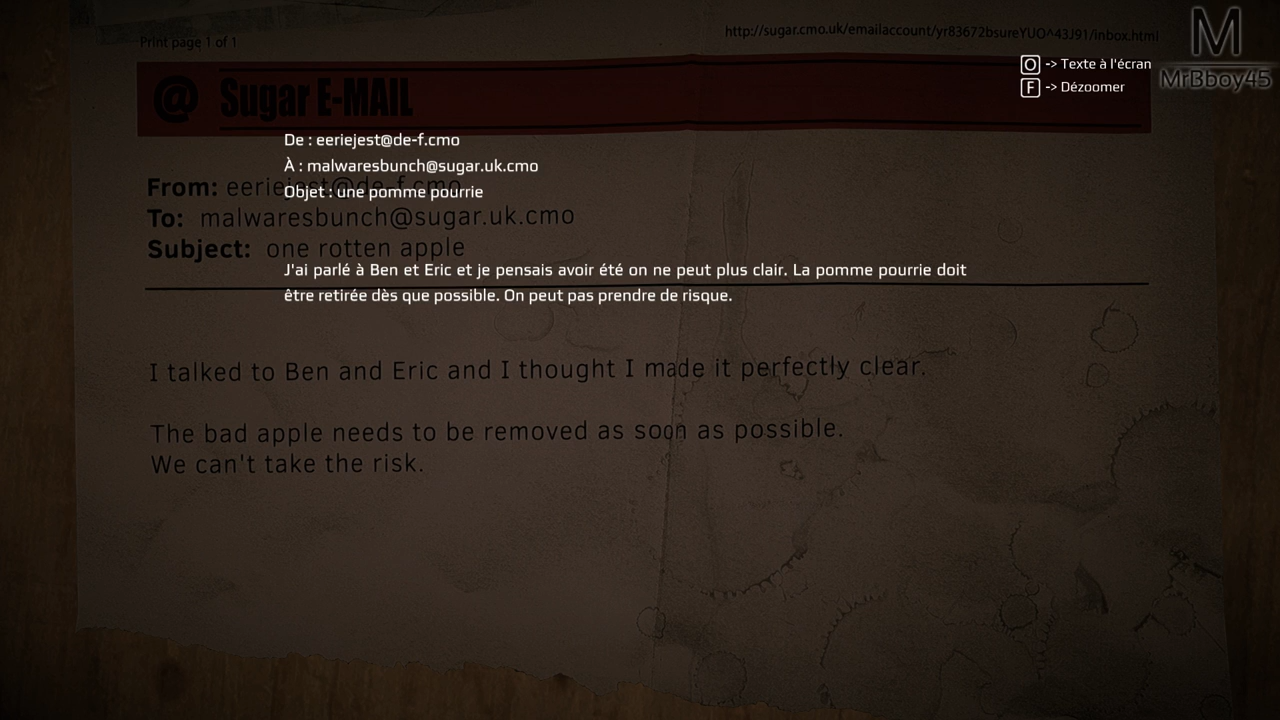 Print page 1 of 1
http://sugar.cmo.uk/emailaccount/yr83672bsureYUO^43J91/inbox.html
M
MrBboy45
O -> Texte à l'écran
F -> Dézoomer
@ Sugar E-MAIL
De : eeriejest@de-f.cmo
À : malwaresbunch@sugar.uk.cmo
Objet : une pomme pourrie
From: eeriejest@de-f.cmo
To: malwaresbunch@sugar.uk.cmo
Subject: one rotten apple
J'ai parlé à Ben et Eric et je pensais avoir été on ne peut plus clair. La pomme pourrie doit
être retirée dès que possible. On peut pas prendre de risque.
I talked to Ben and Eric and I thought I made it perfectly clear.
The bad apple needs to be removed as soon as possible.
We can't take the risk.